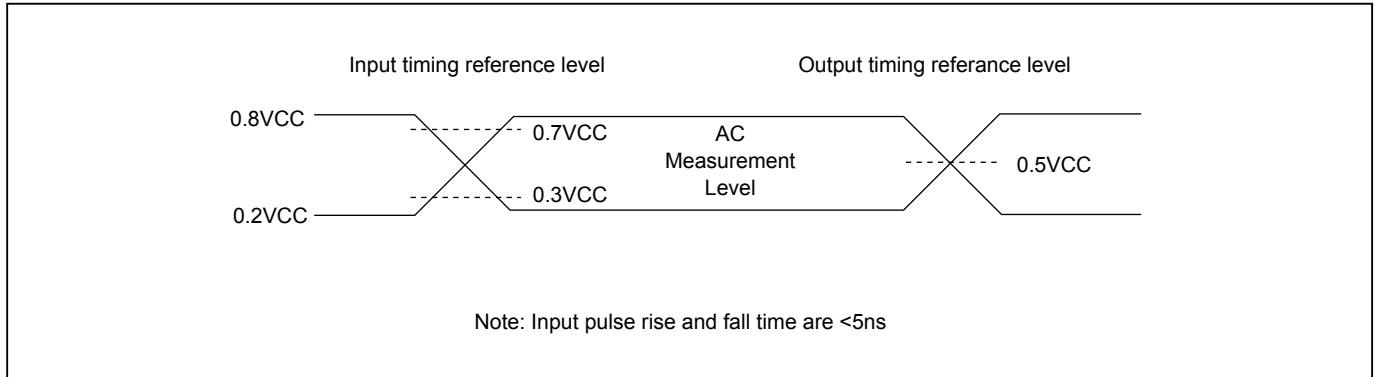 Input timing reference level
Output timing referance level
0.8VCC
0.7VCC
AC
Measurement
Level
0.5VCC
0.3VCC
0.2VCC
Note: Input pulse rise and fall time are <5ns